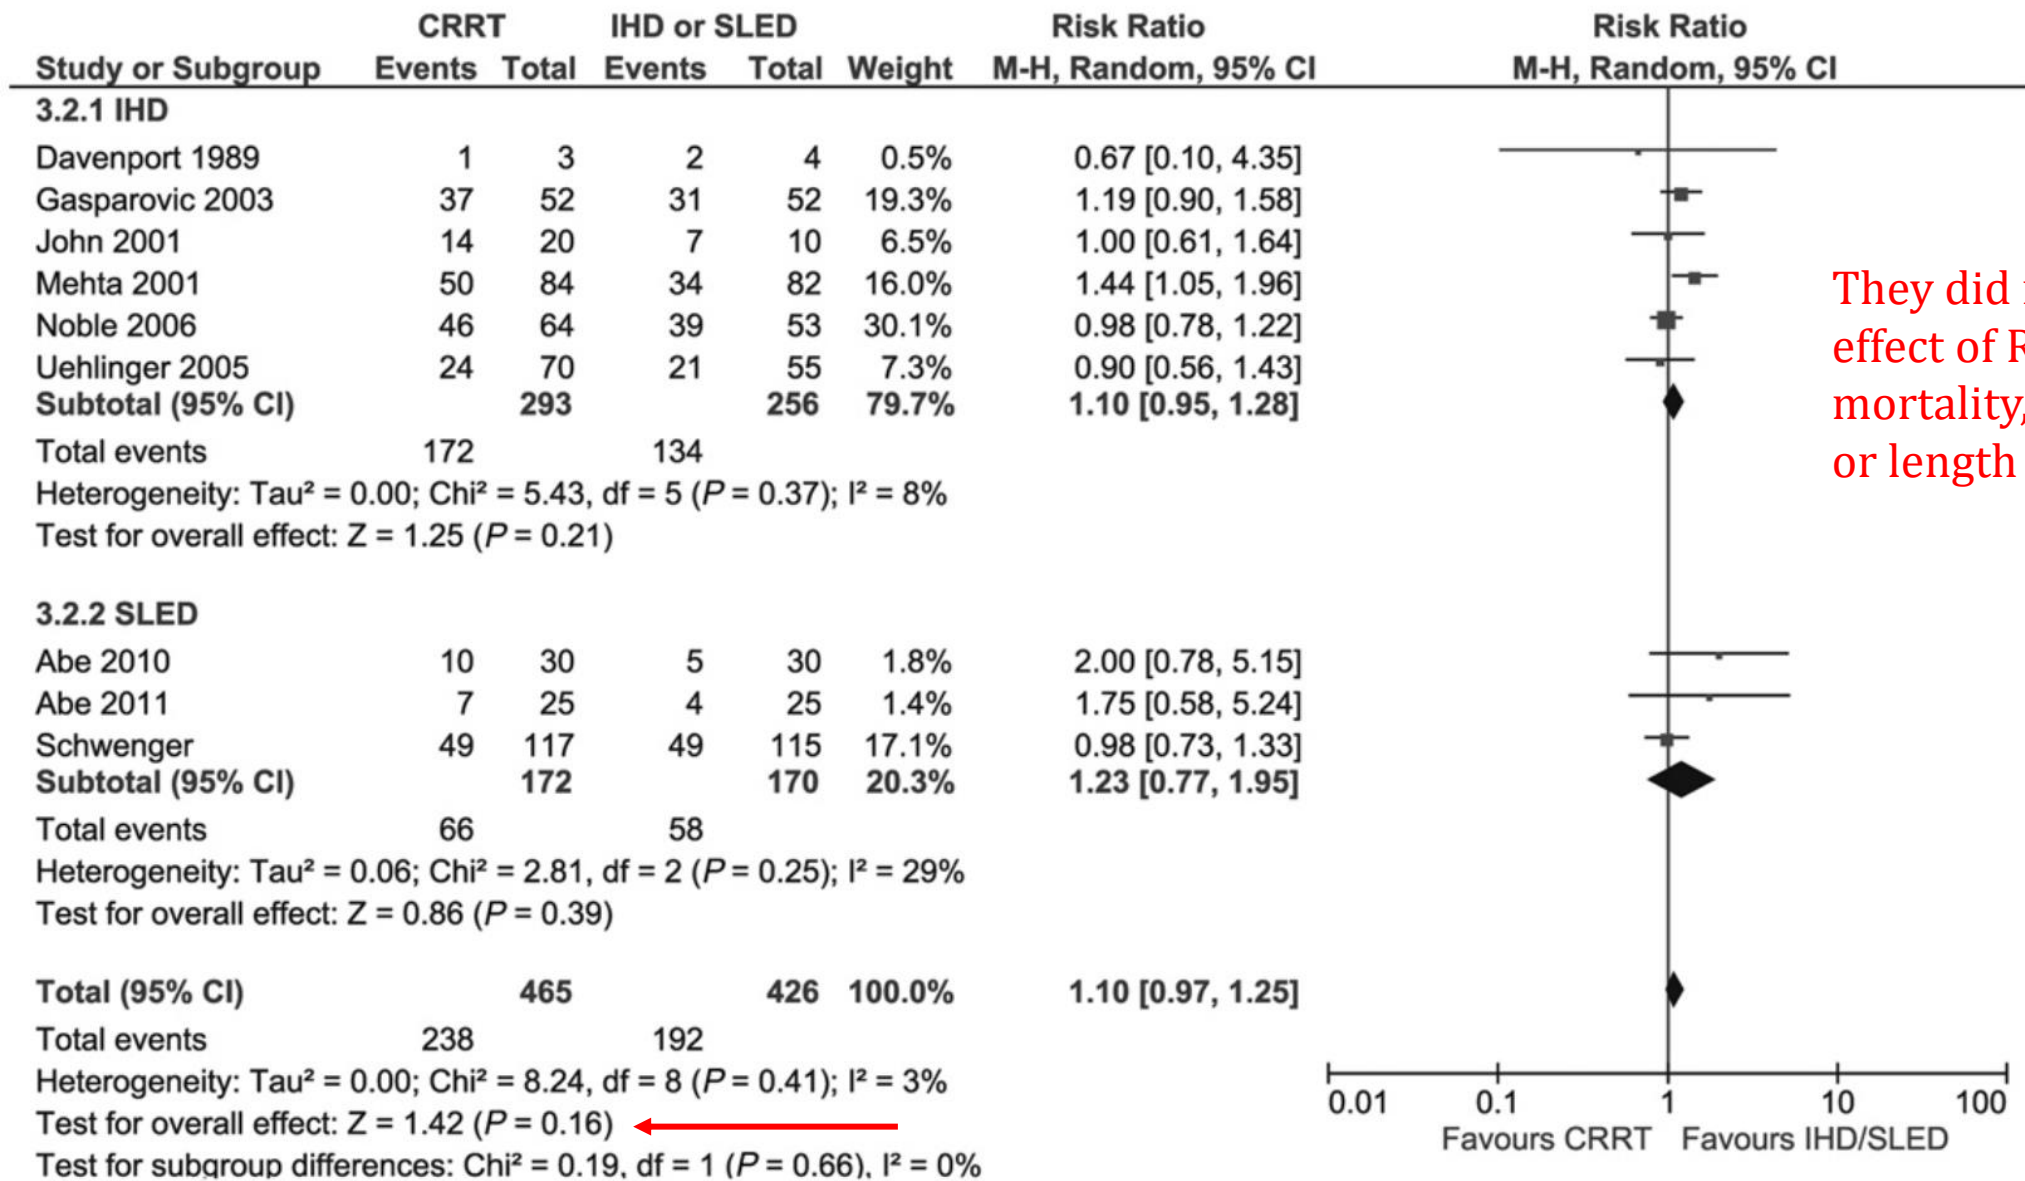 CRRT IHD or SLED Risk Ratio Risk Ratio
Study or Subgroup Events Total Events Total Weight M-H, Random, 95% CI M-H, Random, 95% CI
3.2.1 IHD
Davenport 1989 1 3 2 4 0.5% 0.67 [0.10, 4.35]
Gasparovic 2003 37 52 31 52 19.3% 1.19 [0.90, 1.58]
John 2001 14 20 7 10 6.5% 1.00 [0.61, 1.64]
Mehta 2001 50 84 34 82 16.0% 1.44 [1.05, 1.96]
Noble 2006 46 64 39 53 30.1% 0.98 [0.78, 1.22]
Uehlinger 2005 24 70 21 55 7.3% 0.90 [0.56, 1.43]
Subtotal (95% CI) 293 256 79.7% 1.10 [0.95, 1.28]
Total events 172 134
Heterogeneity: Tau² = 0.00; Chi² = 5.43, df = 5 (P = 0.37); I² = 8%
Test for overall effect: Z = 1.25 (P = 0.21)
They did
effect of R
mortality,
or length
3.2.2 SLED
Abe 2010 10 30 5 30 1.8% 2.00 [0.78, 5.15]
Abe 2011 7 25 4 25 1.4% 1.75 [0.58, 5.24]
Schwenger 49 117 49 115 17.1% 0.98 [0.73, 1.33]
Subtotal (95% CI) 172 170 20.3% 1.23 [0.77, 1.95]
Total events 66 58
Heterogeneity: Tau² = 0.06; Chi² = 2.81, df = 2 (P = 0.25); I² = 29%
Test for overall effect: Z = 0.86 (P = 0.39)
Total (95% CI) 465 426 100.0% 1.10 [0.97, 1.25]
Total events 238 192
Heterogeneity: Tau² = 0.00; Chi² = 8.24, df = 8 (P = 0.41); I² = 3%
Test for overall effect: Z = 1.42 (P = 0.16)
Test for subgroup differences: Chi² = 0.19, df = 1 (P = 0.66), I² = 0%
0.01 0.1 1 10 100
Favours CRRT Favours IHD/SLED